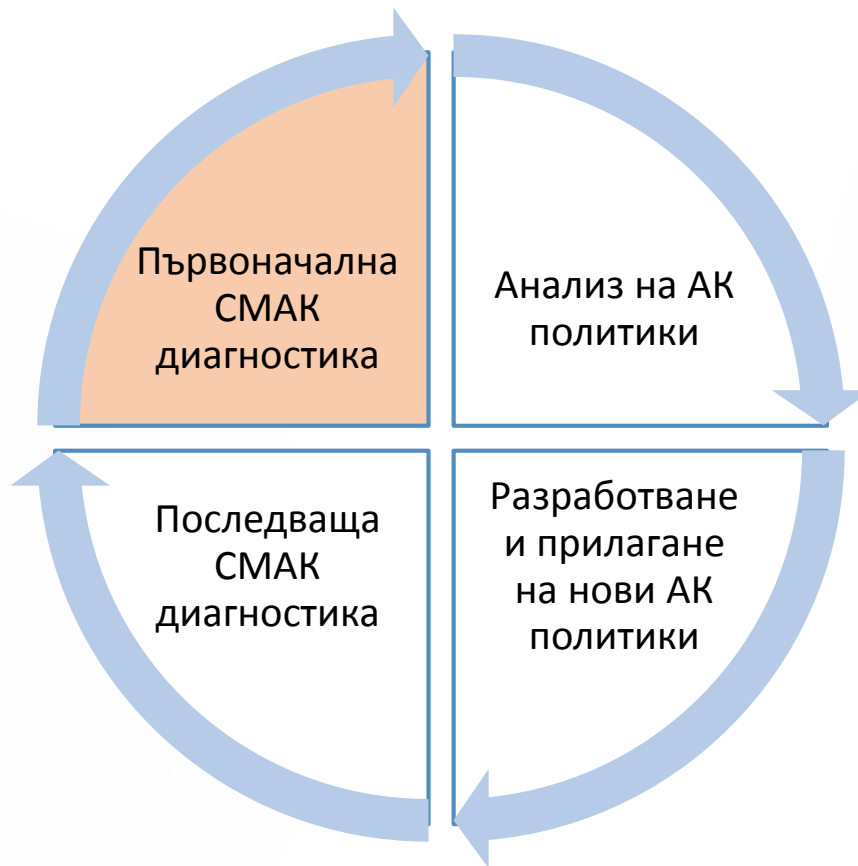 Първоначална
СМАК
диагностика
Анализ на АК
политики
Разработване
и прилагане
на нови АК
политики
Последваща
СМАК
диагностика